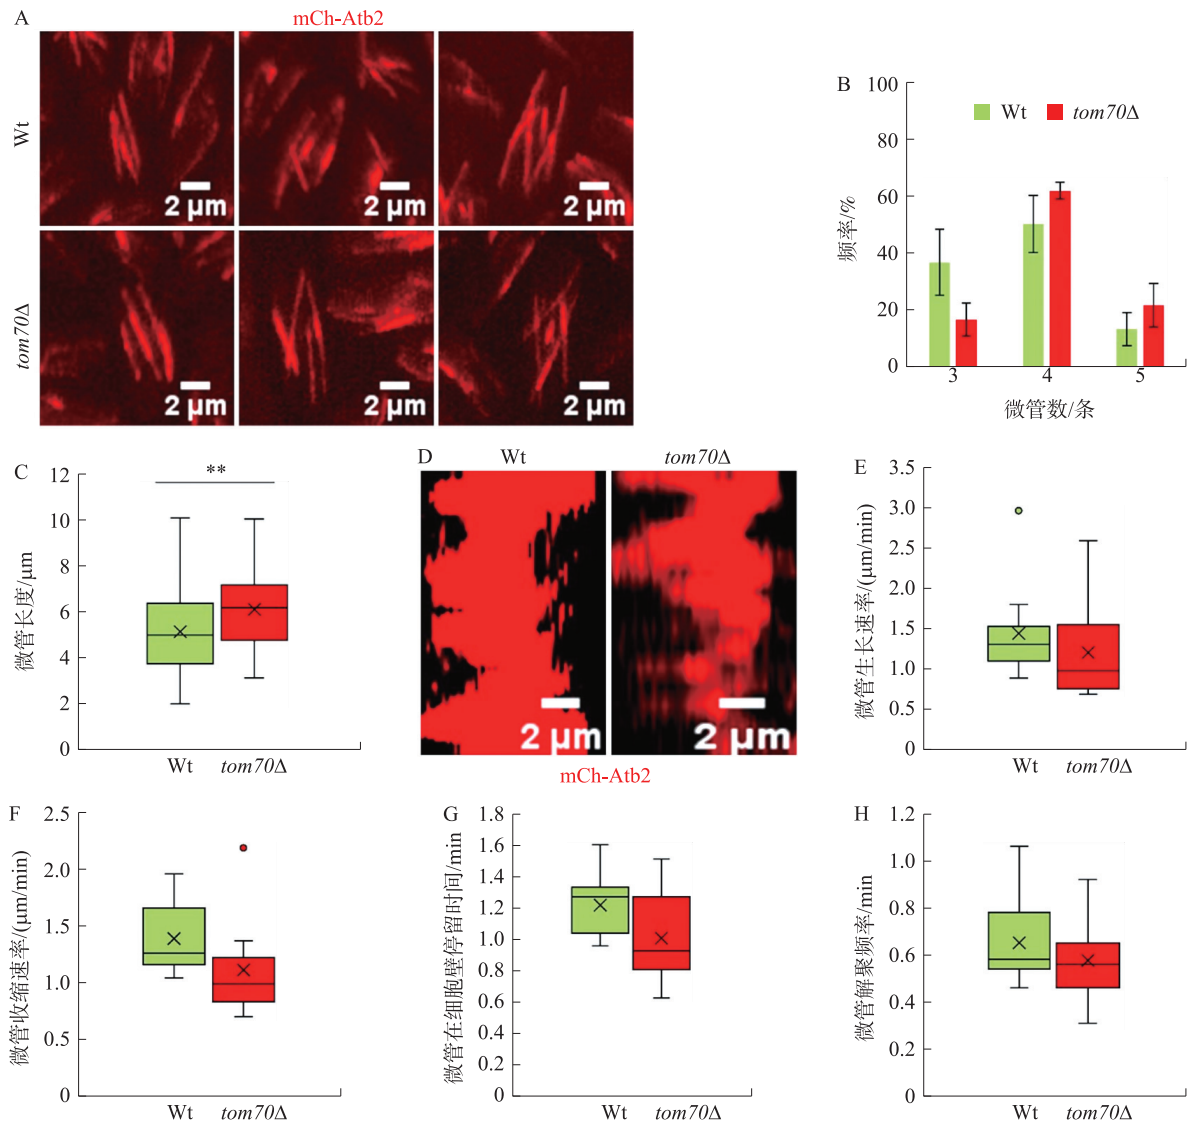 A
mCh-Atb2
Wt
2 μm
2 μm
2 μm
tom70Δ
2 μm
2 μm
2 μm
B
100
80
60
40
20
0
频率/%
Wt
tom70Δ
3
4
5
微管数/条
C
12
10
8
6
4
2
0
微管长度/μm
**
Wt
tom70Δ
D
Wt
tom70Δ
2 μm
2 μm
mCh-Atb2
E
3.5
3.0
2.5
2.0
1.5
1.0
0.5
0
微管生长速率/(μm/min)
Wt
tom70Δ
F
2.5
2.0
1.5
1.0
0.5
0
微管收缩速率/(μm/min)
Wt
tom70Δ
G
1.8
1.6
1.4
1.2
1.0
0.8
0.6
0.4
0.2
0
微管在细胞壁停留时间/min
Wt
tom70Δ
H
1.2
1.0
0.8
0.6
0.4
0.2
0
微管解聚频率/min
Wt
tom70Δ